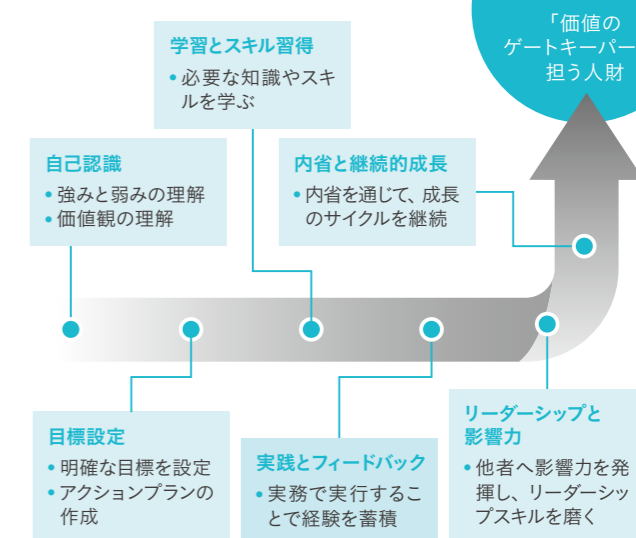 「価値の
ゲートキーパー
担う人財
学習とスキル習得
• 必要な知識やスキ
ルを学ぶ
自己認識
• 強みと弱みの理解
• 価値観の理解
内省と継続的成長
• 内省を通じて、成長
のサイクルを継続
目標設定
• 明確な目標を設定
• アクションプランの
作成
実践とフィードバック
• 実務で実行するこ
とで経験を蓄積
リーダーシップと
影響力
• 他者へ影響力を発
揮し、リーダーシッ
プスキルを磨く